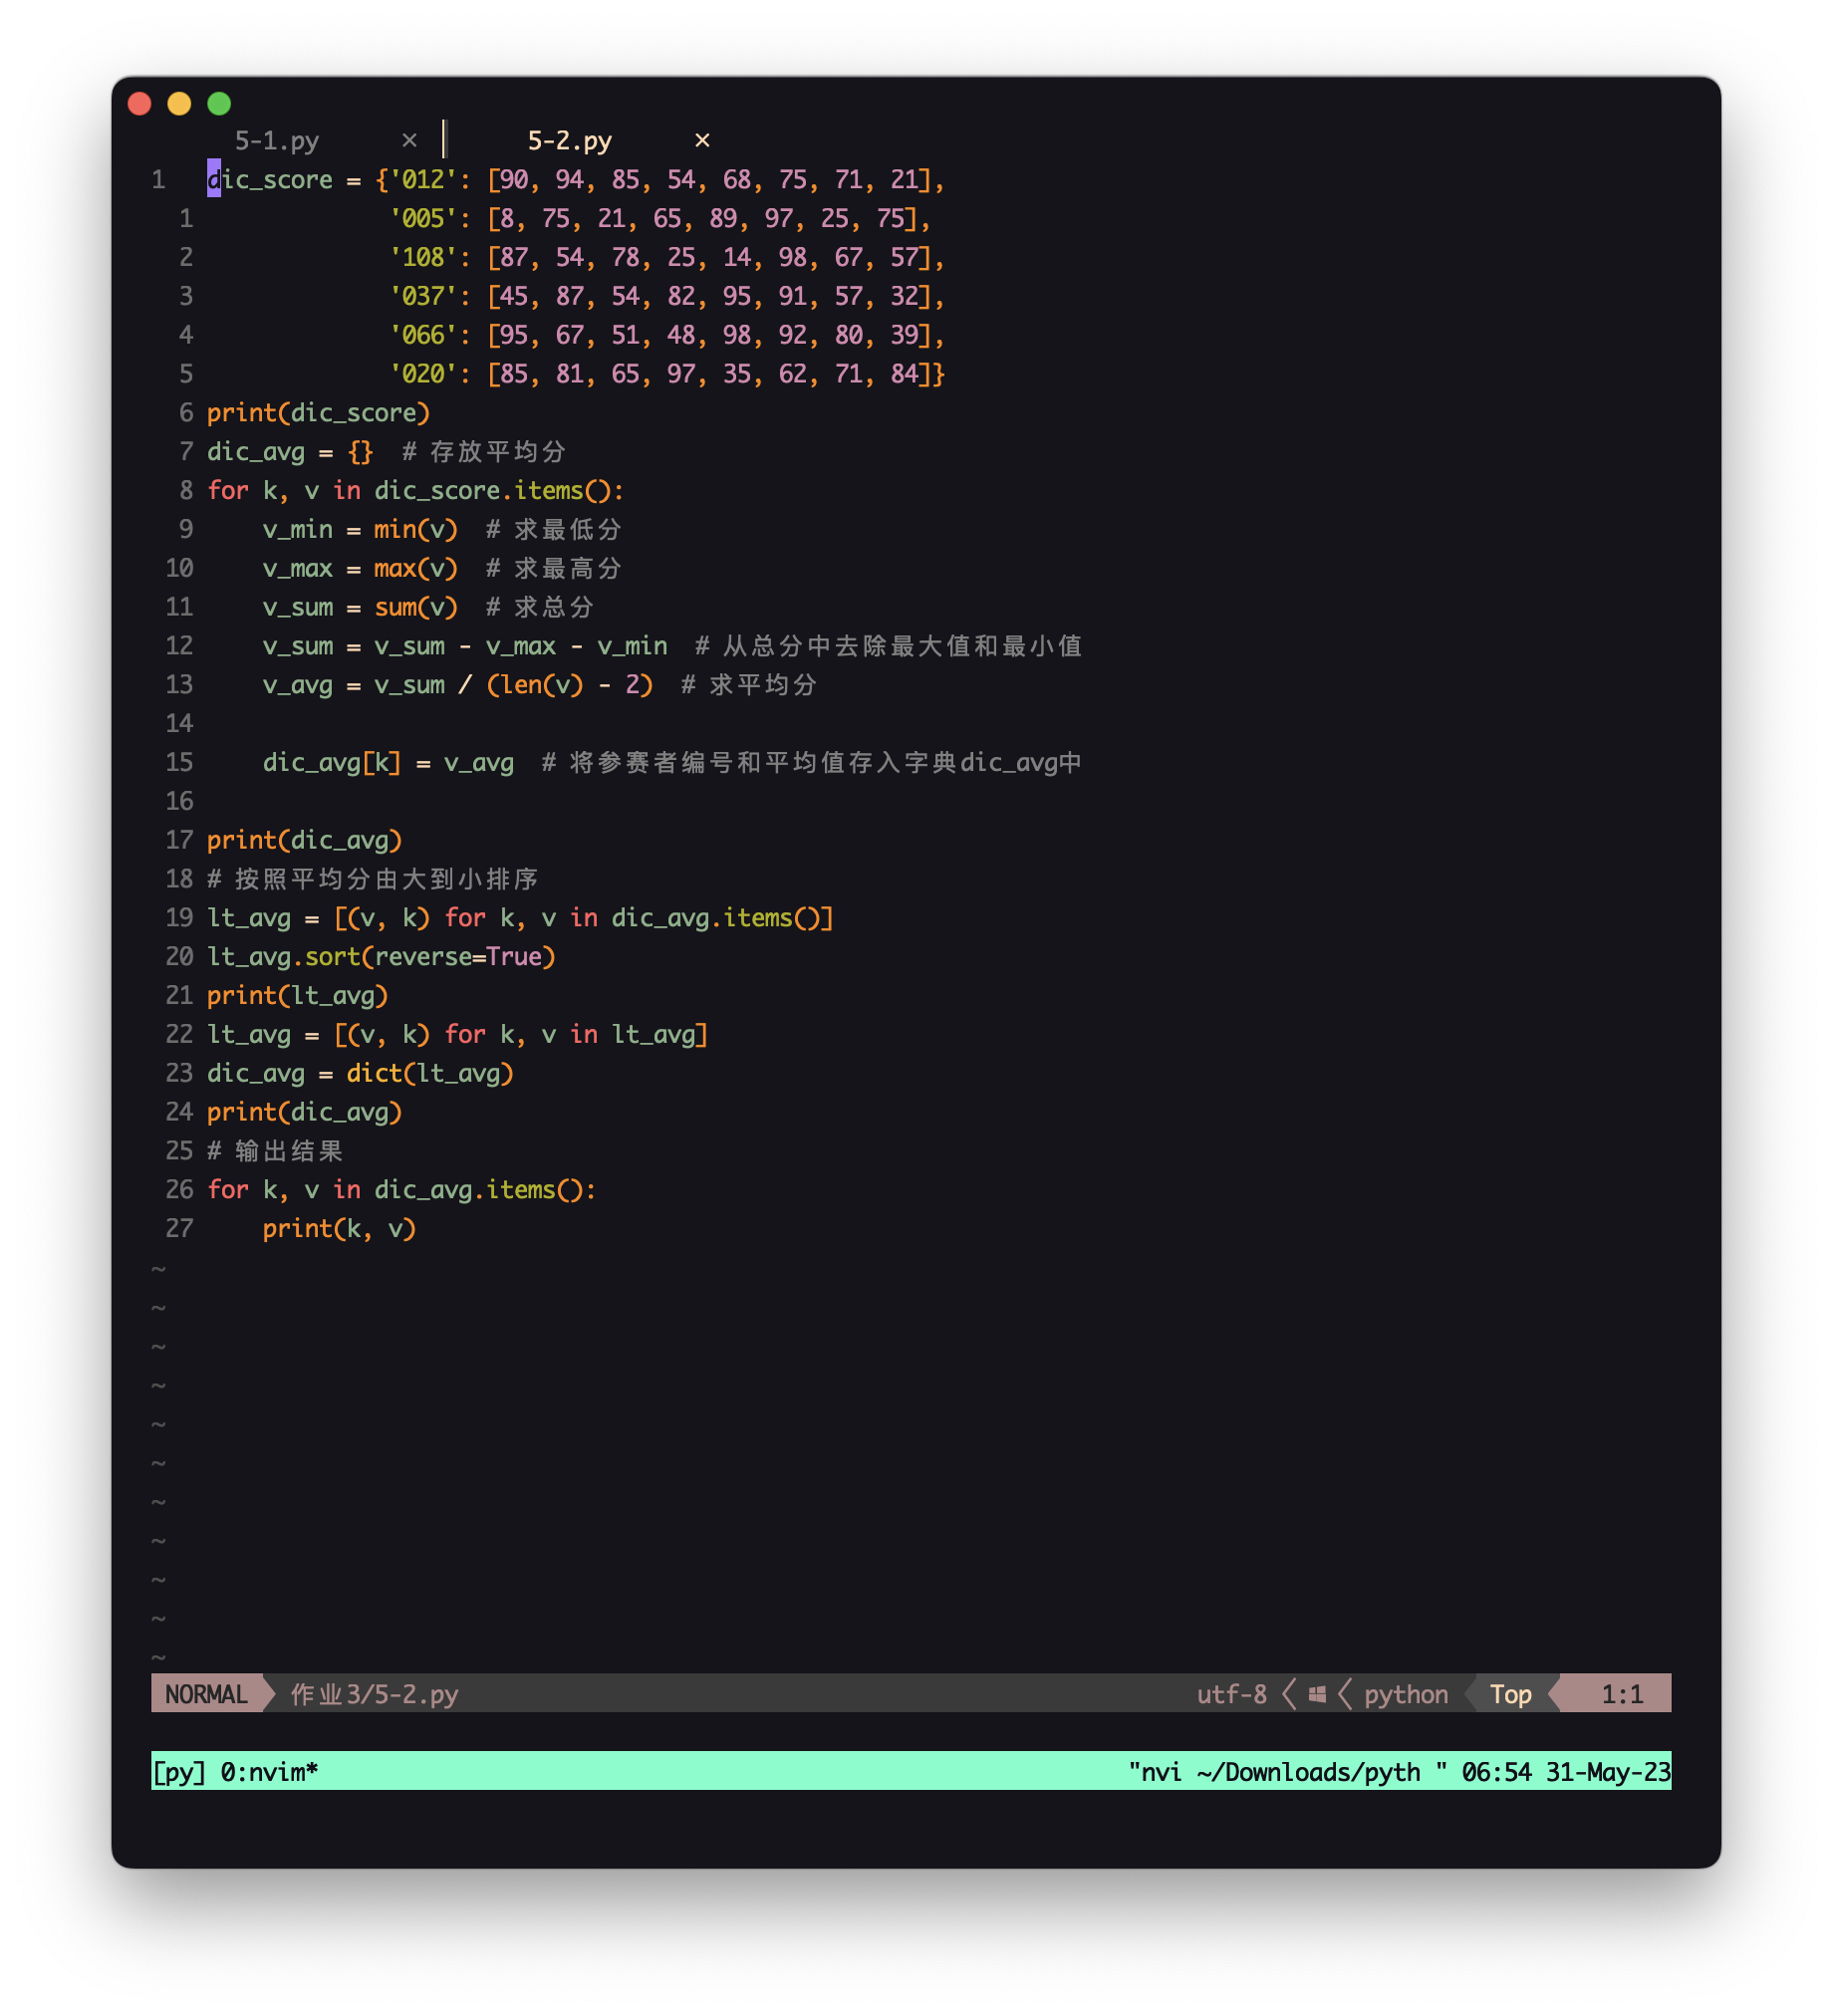 5-1.py × 5-2.py ×
1 dic_score = {'012': [90, 94, 85, 54, 68, 75, 71, 21],
1 '005': [8, 75, 21, 65, 89, 97, 25, 75],
2 '108': [87, 54, 78, 25, 14, 98, 67, 57],
3 '037': [45, 87, 54, 82, 95, 91, 57, 32],
4 '066': [95, 67, 51, 48, 98, 92, 80, 39],
5 '020': [85, 81, 65, 97, 35, 62, 71, 84]}
6 print(dic_score)
7 dic_avg = {}  # 存放平均分
8 for k, v in dic_score.items():
9     v_min = min(v)  # 求最低分
10     v_max = max(v)  # 求最高分
11     v_sum = sum(v)  # 求总分
12     v_sum = v_sum - v_max - v_min  # 从总分中去除最大值和最小值
13     v_avg = v_sum / (len(v) - 2)  # 求平均分
14
15     dic_avg[k] = v_avg  # 将参赛者编号和平均值存入字典dic_avg中
16
17 print(dic_avg)
18 # 按照平均分由大到小排序
19 lt_avg = [(v, k) for k, v in dic_avg.items()]
20 lt_avg.sort(reverse=True)
21 print(lt_avg)
22 lt_avg = [(v, k) for k, v in lt_avg]
23 dic_avg = dict(lt_avg)
24 print(dic_avg)
25 # 输出结果
26 for k, v in dic_avg.items():
27     print(k, v)
~
~
~
~
~
~
~
~
~
~
~
NORMAL 作业3/5-2.py utf-8 python Top 1:1
[py] 0:nvim* "nvi ~/Downloads/pyth " 06:54 31-May-23